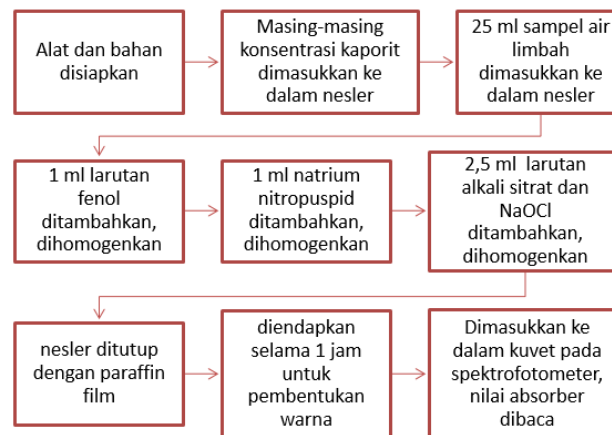 Alat dan bahan
disiapkan
Masing-masing
konsentrasi kaporit
dimasukkan ke
dalam nesler
25 ml sampel air
limbah
dimasukkan ke
dalam nesler
1 ml larutan
fenol
ditambahkan,
dihomogenkan
1 ml natrium
nitropuspid
ditambahkan,
dihomogenkan
2,5 ml larutan
alkali sitrat dan
NaOCl
ditambahkan,
dihomogenkan
nesler ditutup
dengan paraffin
film
diendapkan
selama 1 jam
untuk
pembentukan
warna
Dimasukkan ke
dalam kuvet pada
spektrofotometer,
nilai absorber
dibaca